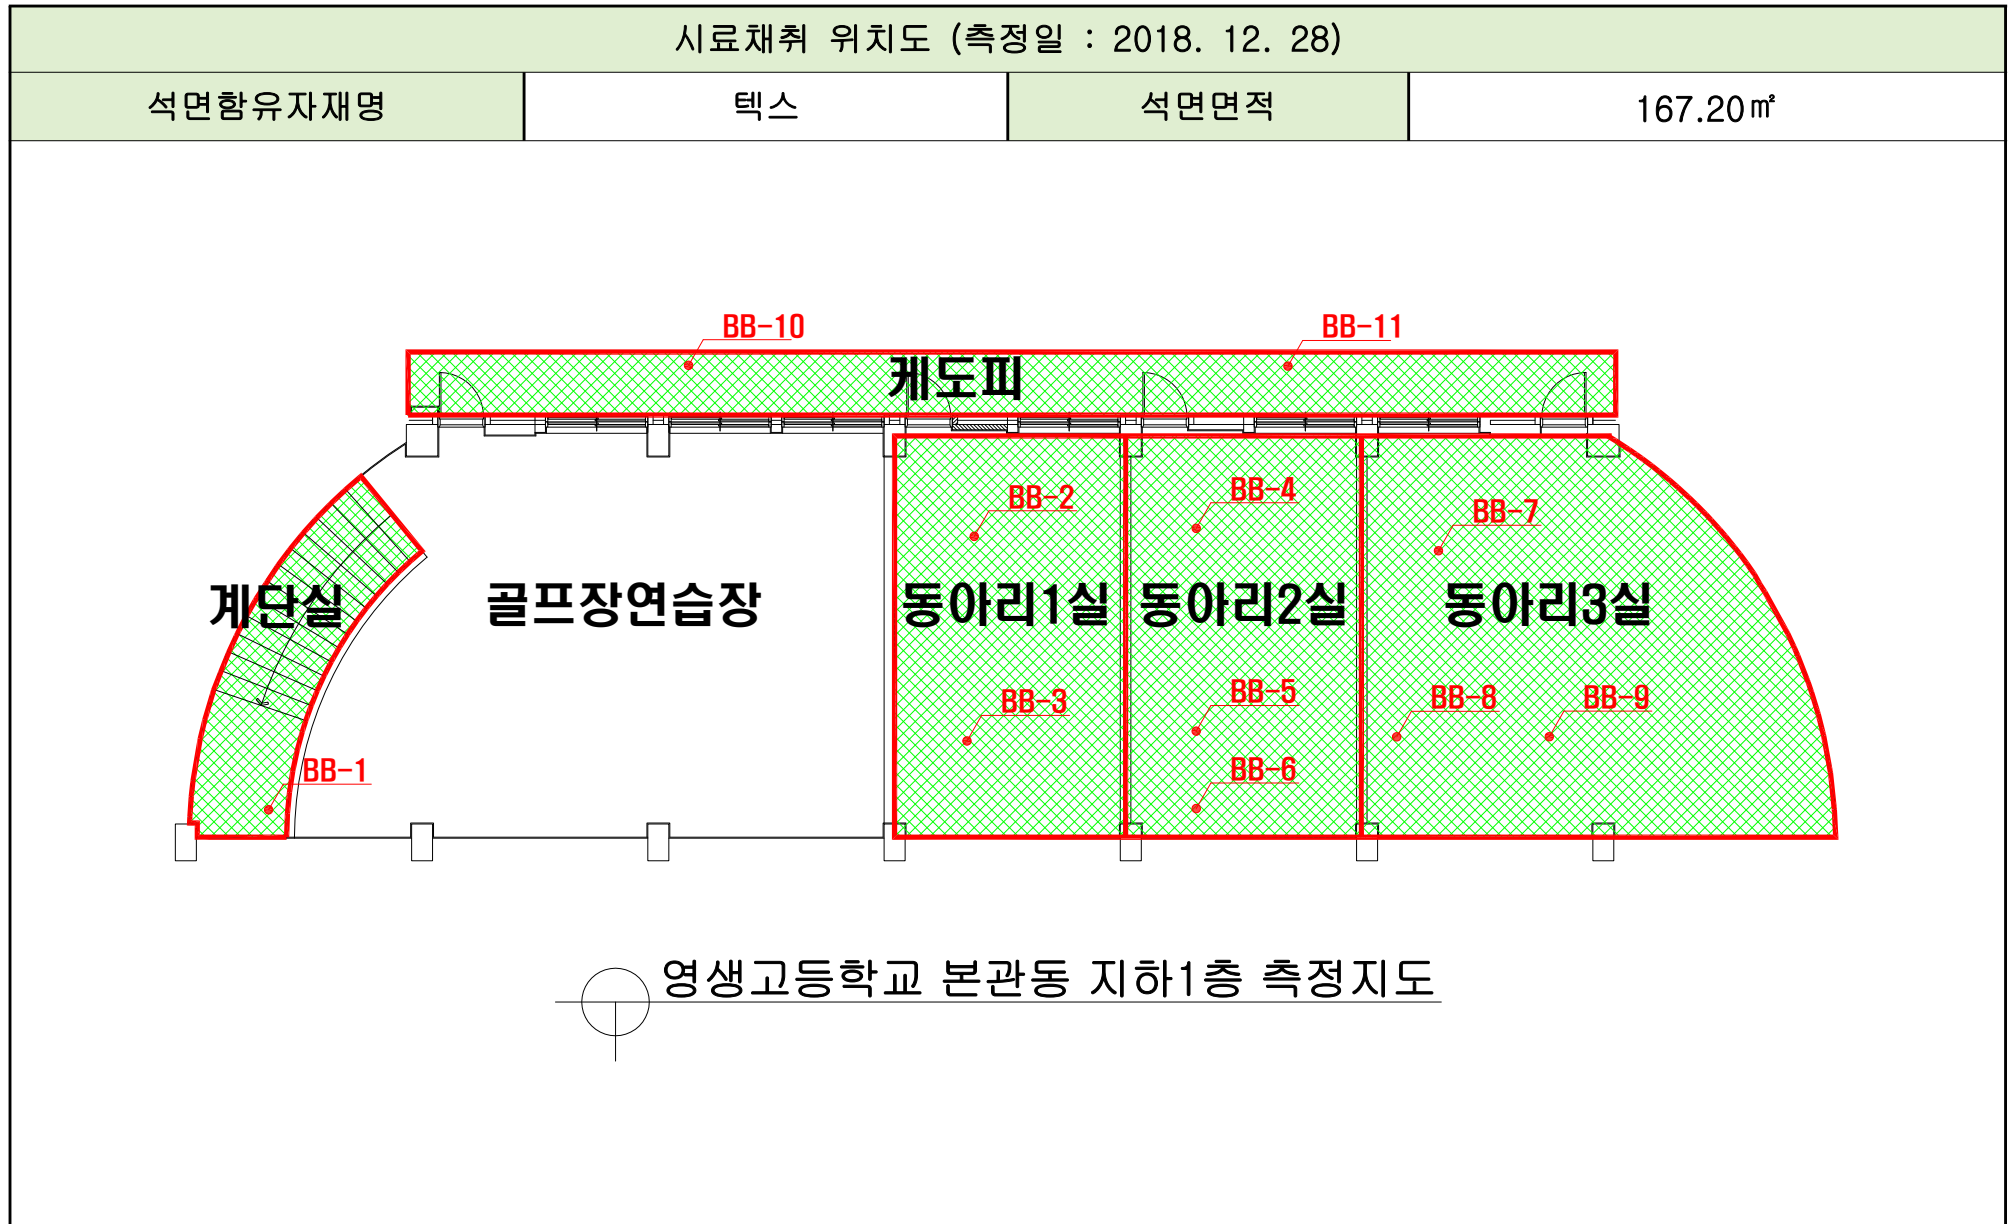 시료채취 위치도 (측정일 : 2018. 12. 28)
석면함유자재명 텍스 석면면적 167.20㎡
BB-10 BB-11
케도피
BB-2 BB-4 BB-7
계단실 골프장연습장 동아리1실 동아리2실 동아리3실
BB-3 BB-5 BB-8 BB-9
BB-1 BB-6
영생고등학교 본관동 지하1층 측정지도